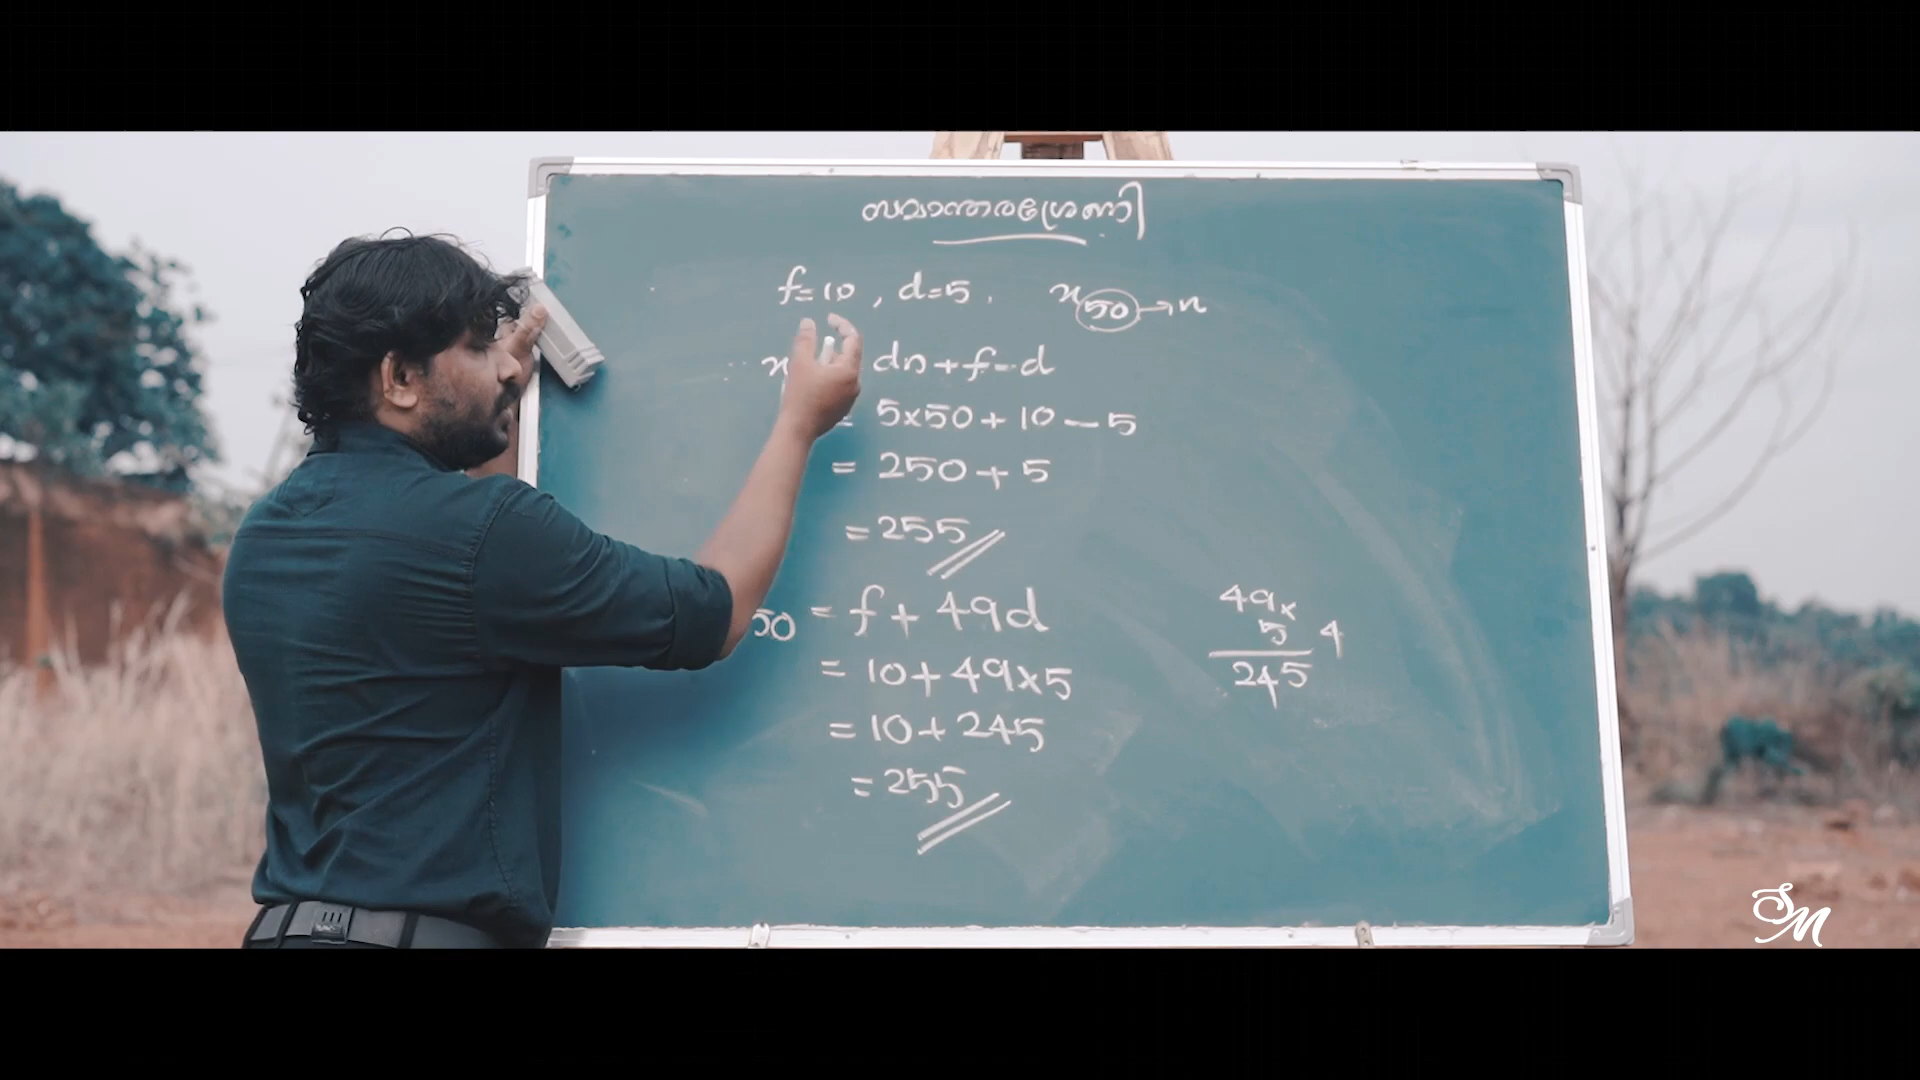 സമാന്തരശ്രേണി
f=10, d=5, x50→n
x dn+f-d
= 5x50+10-5
= 250+5
=255
50 = f+49d
= 10+49x5
= 10+245
= 255
49x
5 4
245
SM